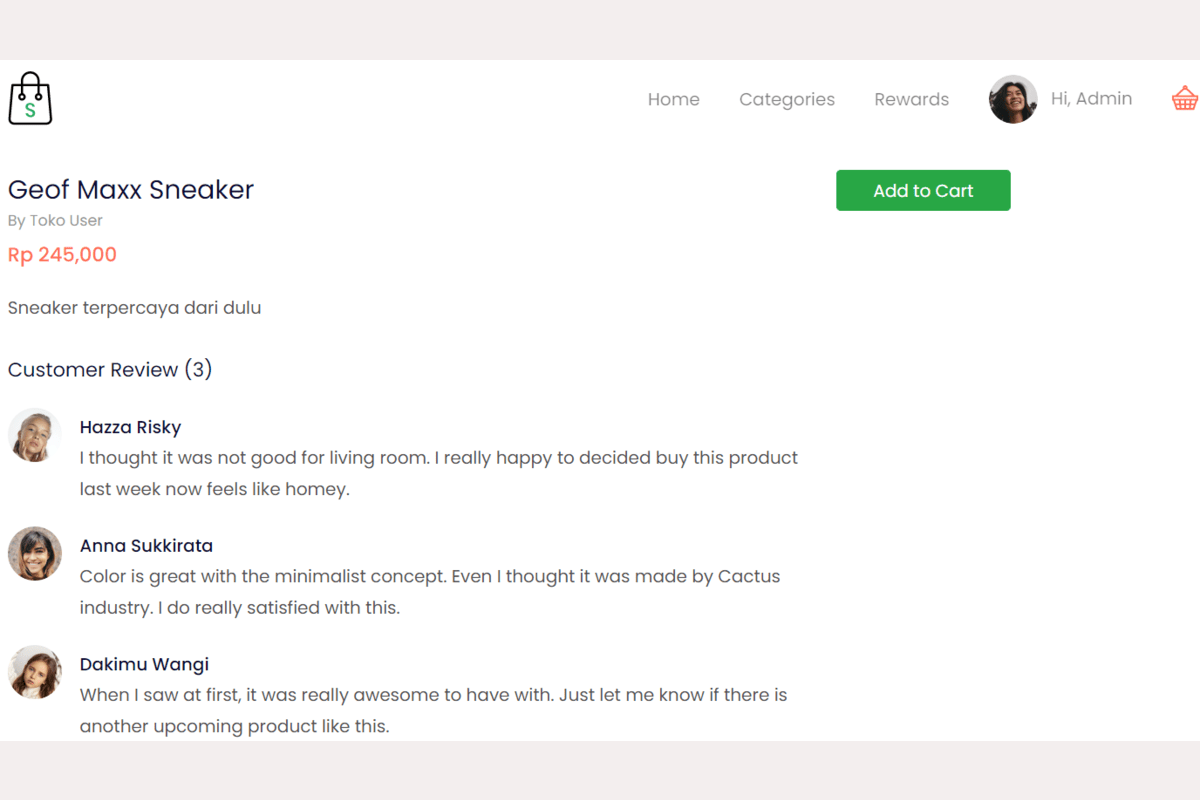 S
Home
Categories
Rewards
Hi, Admin
Geof Maxx Sneaker
Add to Cart
By Toko User
Rp 245,000
Sneaker terpercaya dari dulu
Customer Review (3)
Hazza Risky
I thought it was not good for living room. I really happy to decided buy this product
last week now feels like homey.
Anna Sukkirata
Color is great with the minimalist concept. Even I thought it was made by Cactus
industry. I do really satisfied with this.
Dakimu Wangi
When I saw at first, it was really awesome to have with. Just let me know if there is
another upcoming product like this.